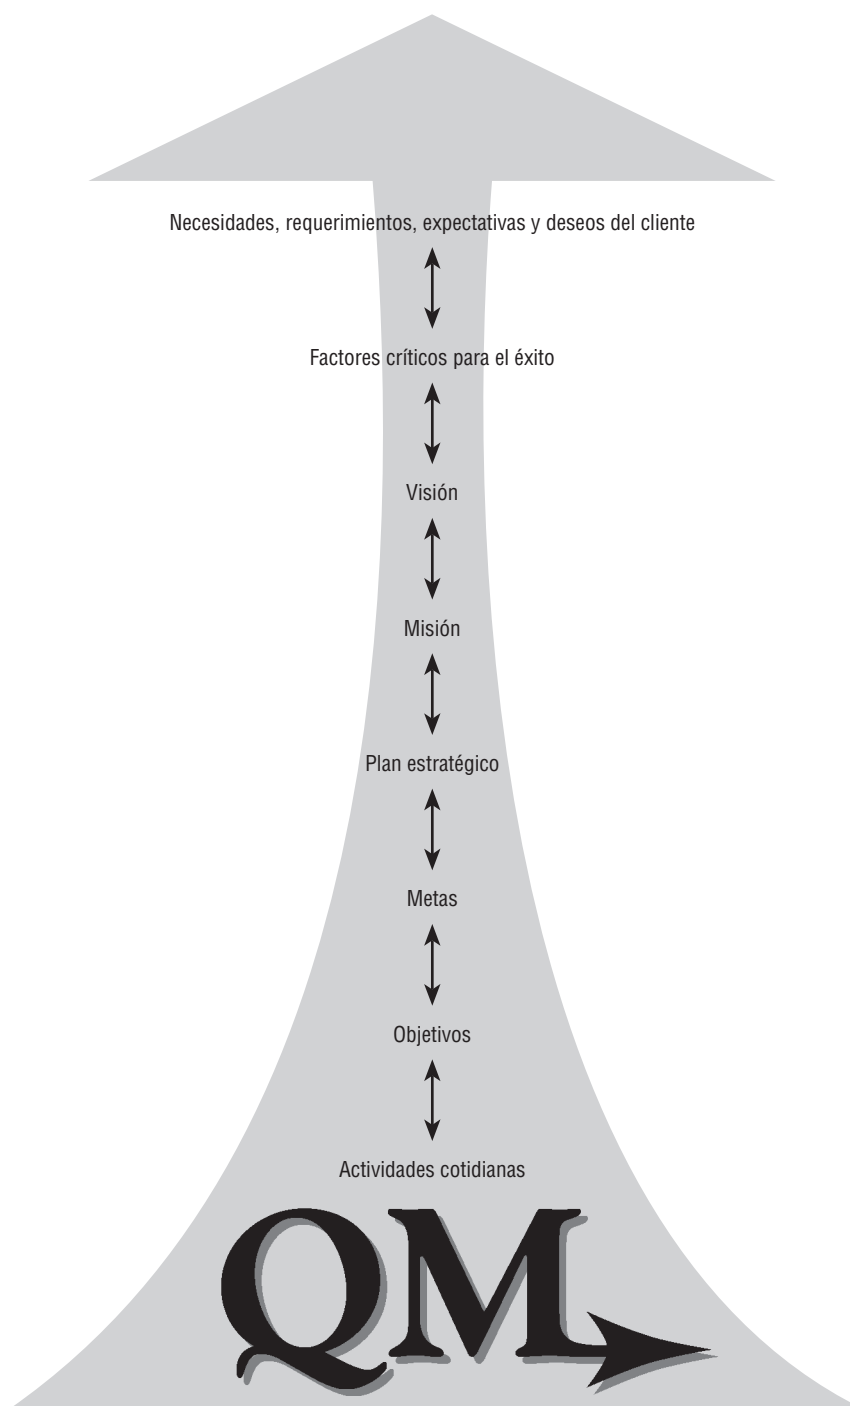 Necesidades, requerimientos, expectativas y deseos del cliente
Factores críticos para el éxito
Visión
Misión
Plan estratégico
Metas
Objetivos
Actividades cotidianas
QM